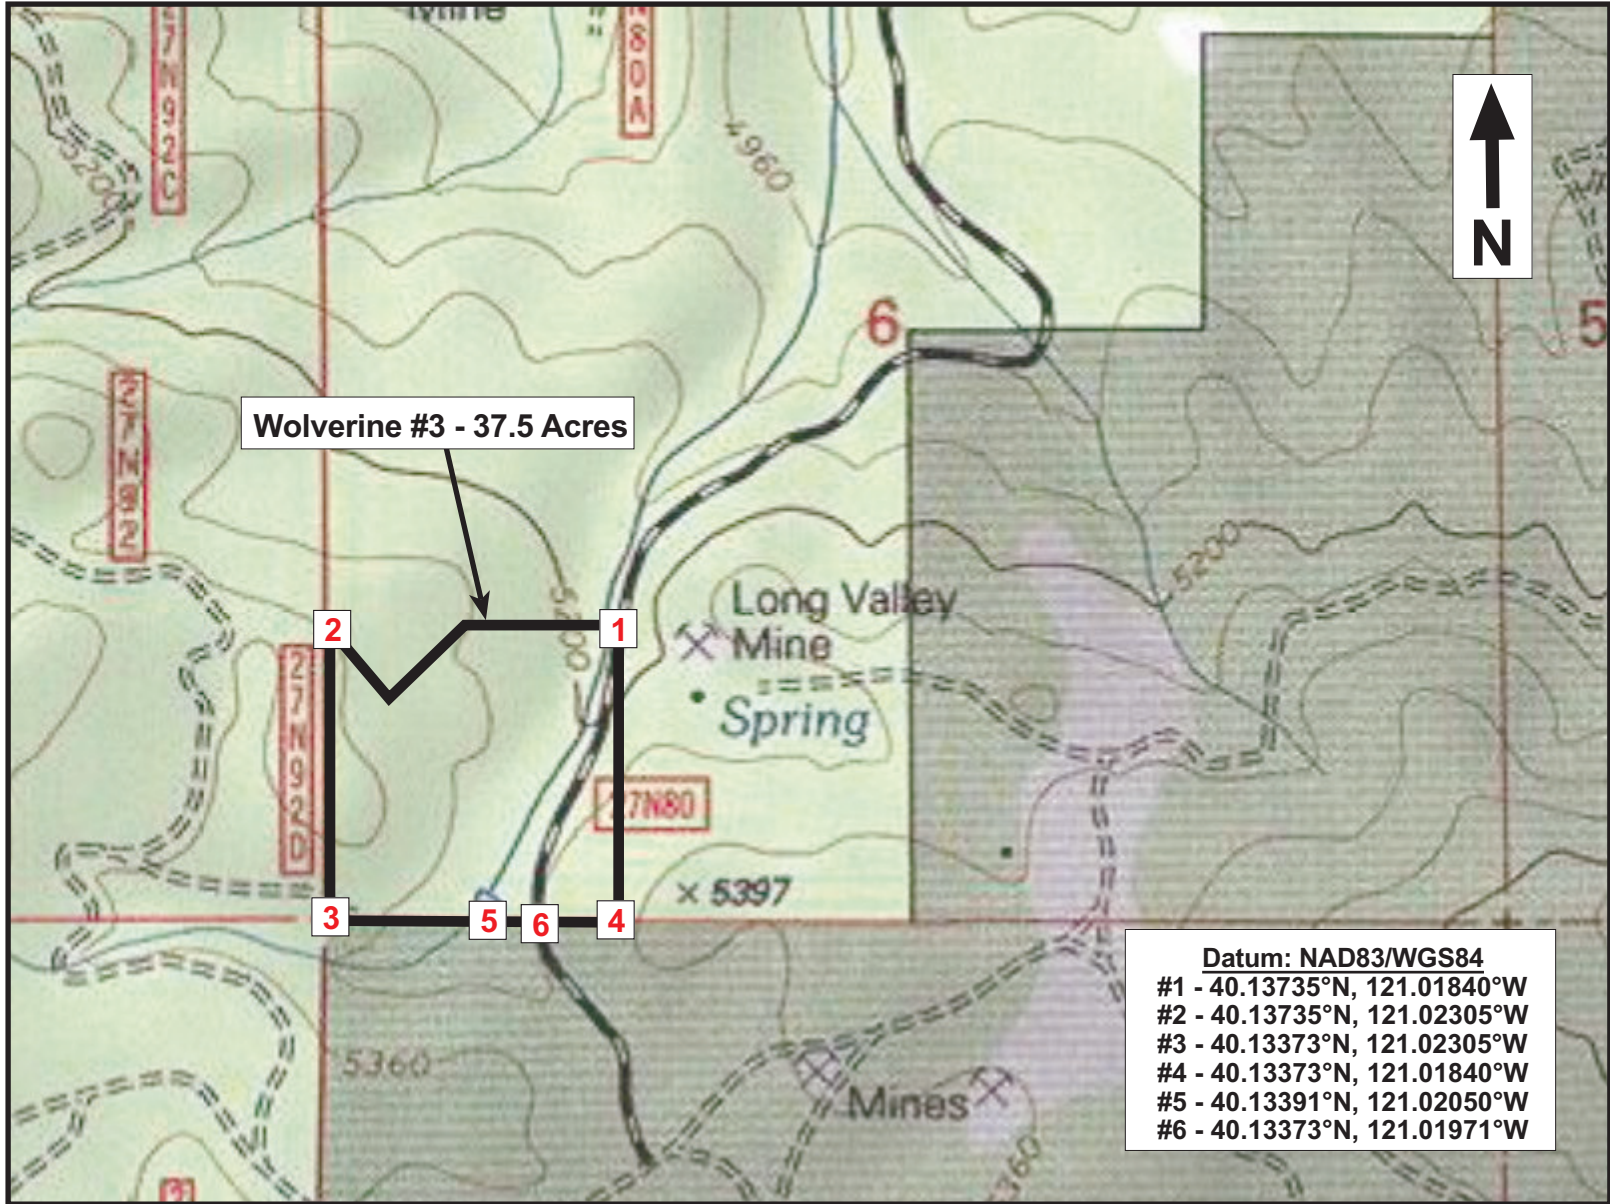 Mine
27N92C
N80A
5200
4960
N
6
5
27N92
Wolverine #3 - 37.5 Acres
5200
5200
Long Valley
Mine
2
1
Spring
27N92D
27N80
× 5397
3
5
6
4
5360
Mines
5360
Datum: NAD83/WGS84
#1 - 40.13735°N, 121.01840°W
#2 - 40.13735°N, 121.02305°W
#3 - 40.13373°N, 121.02305°W
#4 - 40.13373°N, 121.01840°W
#5 - 40.13391°N, 121.02050°W
#6 - 40.13373°N, 121.01971°W